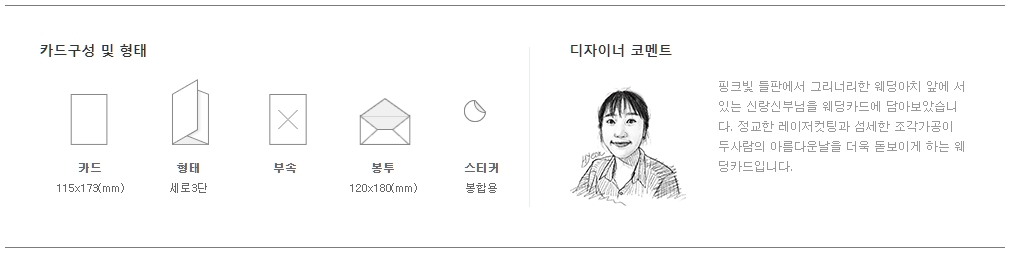 카드구성 및 형태
카드
115x173(mm)
형태
세로3단
부속
봉투
120x180(mm)
스티커
봉합용
디자이너 코멘트
핑크빛 들판에서 그리너리한 웨딩아치 앞에 서
있는 신랑신부님을 웨딩카드에 담아보았습니
다. 정교한 레이저컷팅과 섬세한 조각가공이
두사람의 아름다운날을 더욱 돋보이게 하는 웨
딩카드입니다.